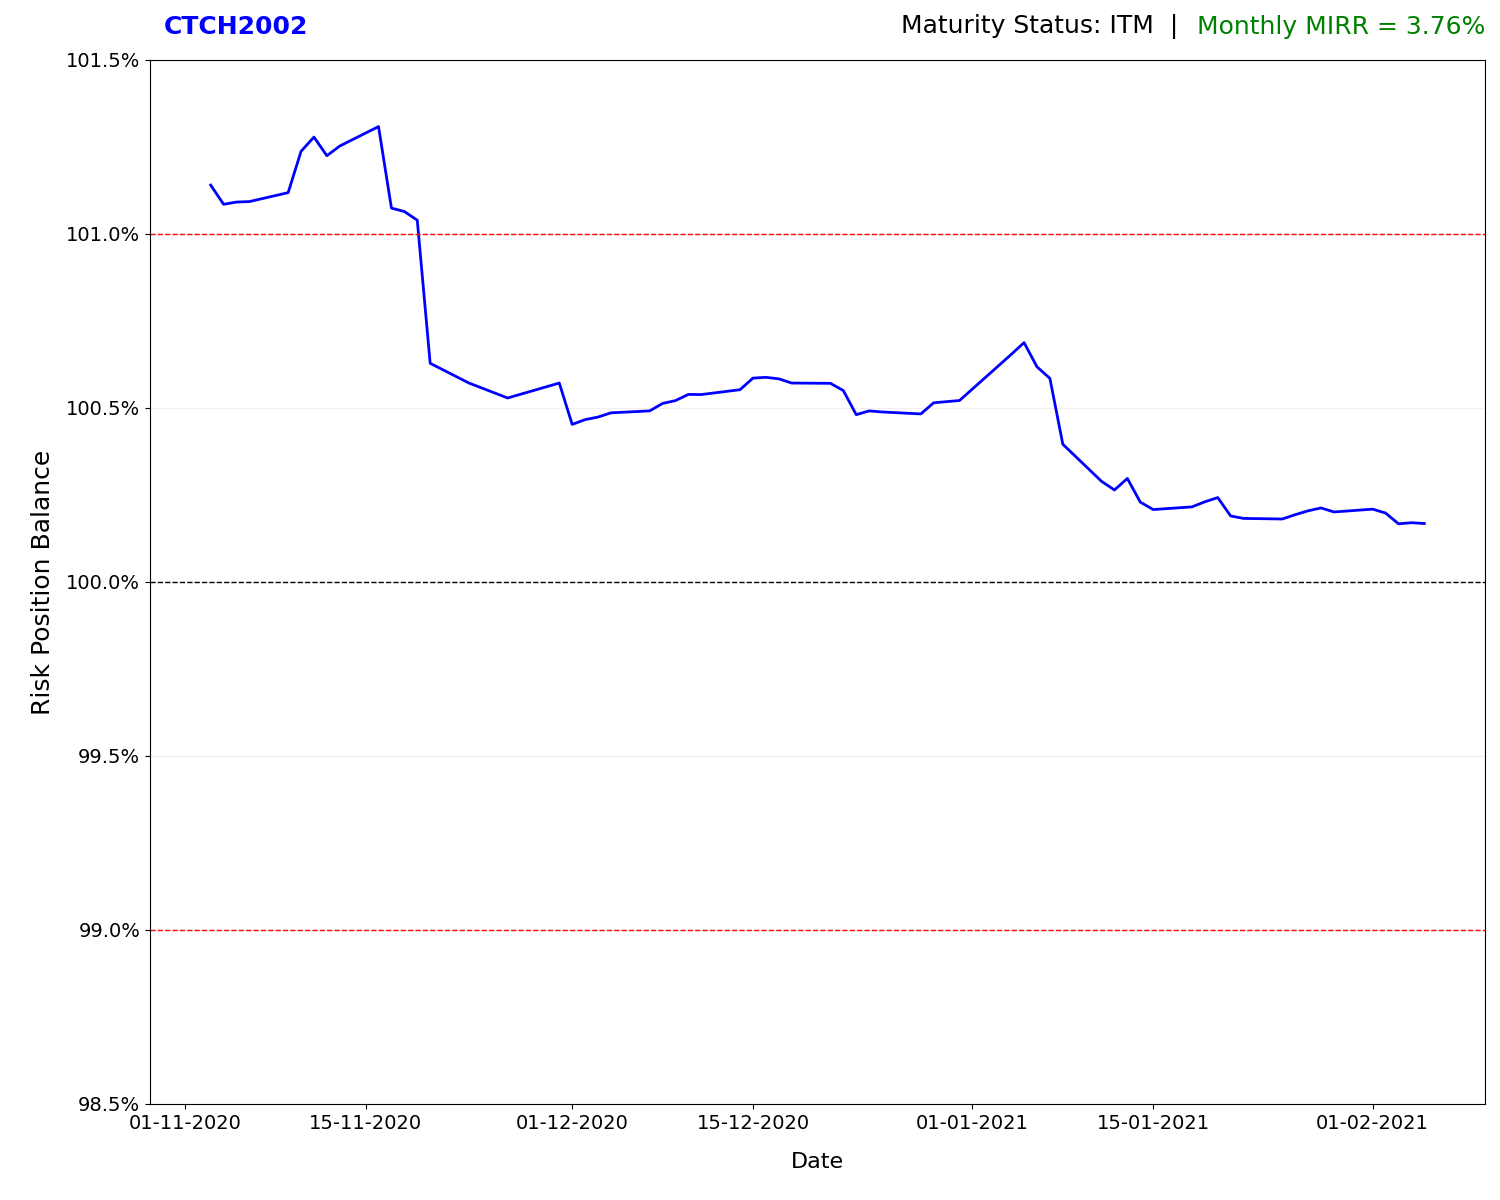 CTCH2002
Maturity Status: ITM | Monthly MIRR = 3.76%
101.5%
101.0%
100.5%
100.0%
99.5%
99.0%
98.5%
Risk Position Balance
01-11-2020 15-11-2020 01-12-2020 15-12-2020 01-01-2021 15-01-2021 01-02-2021
Date